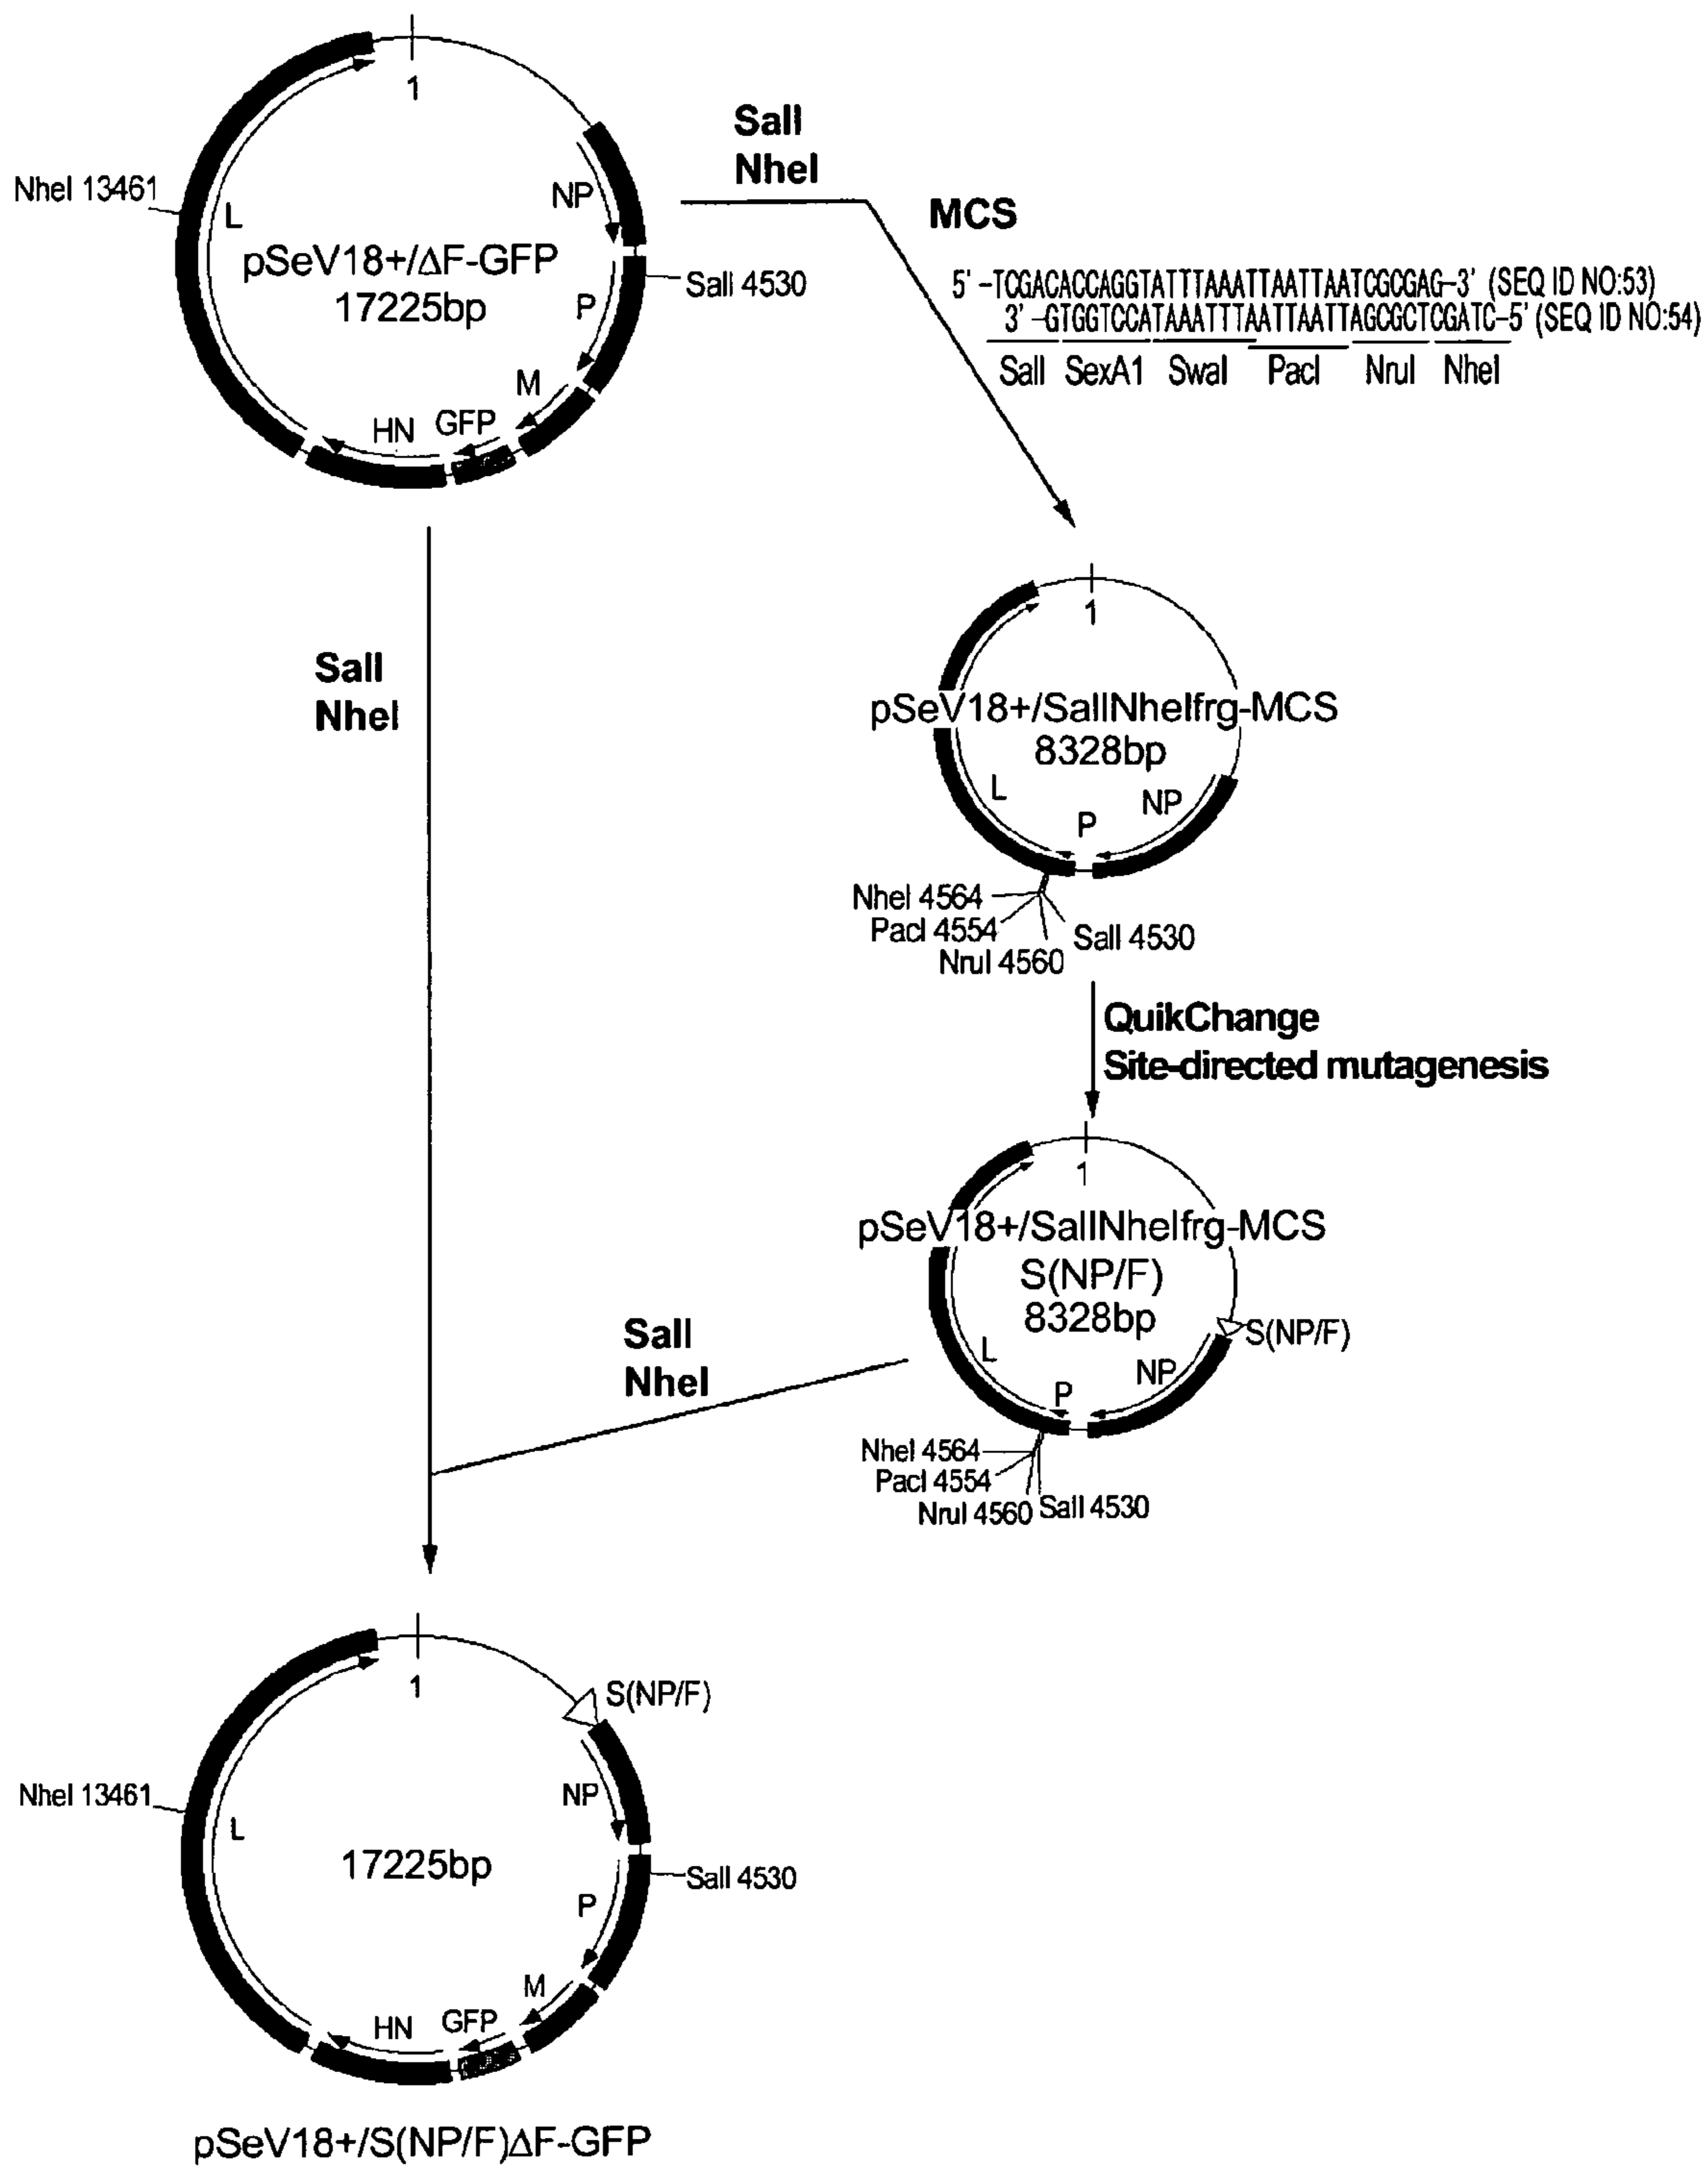 1
SalI
NheI
NP
NheI 13461
MCS
L
pSeV18+/ΔF-GFP
17225bp
SalI 4530
5' -TCGACACCAGGTATTTAAATTAATTAATCGCGAG-3' (SEQ ID NO:53)
3' -GTGGTCCATAAATTTAATTAATTAGCGCTCGATC-5' (SEQ ID NO:54)
P
SalI SexA1 SwaI PacI NruI NheI
M
HN
GFP
1
SalI
NheI
pSeV18+/SalINheIfrg-MCS
8328bp
L
NP
P
NheI 4564
PacI 4554
NruI 4560
SalI 4530
QuikChange
Site-directed mutagenesis
1
pSeV18+/SalINheIfrg-MCS
S(NP/F)
8328bp
S(NP/F)
SalI
NheI
L
NP
P
NheI 4564
PacI 4554
NruI 4560
SalI 4530
1
S(NP/F)
NheI 13461
NP
L
17225bp
SalI 4530
P
M
HN
GFP
pSeV18+/S(NP/F)ΔF-GFP